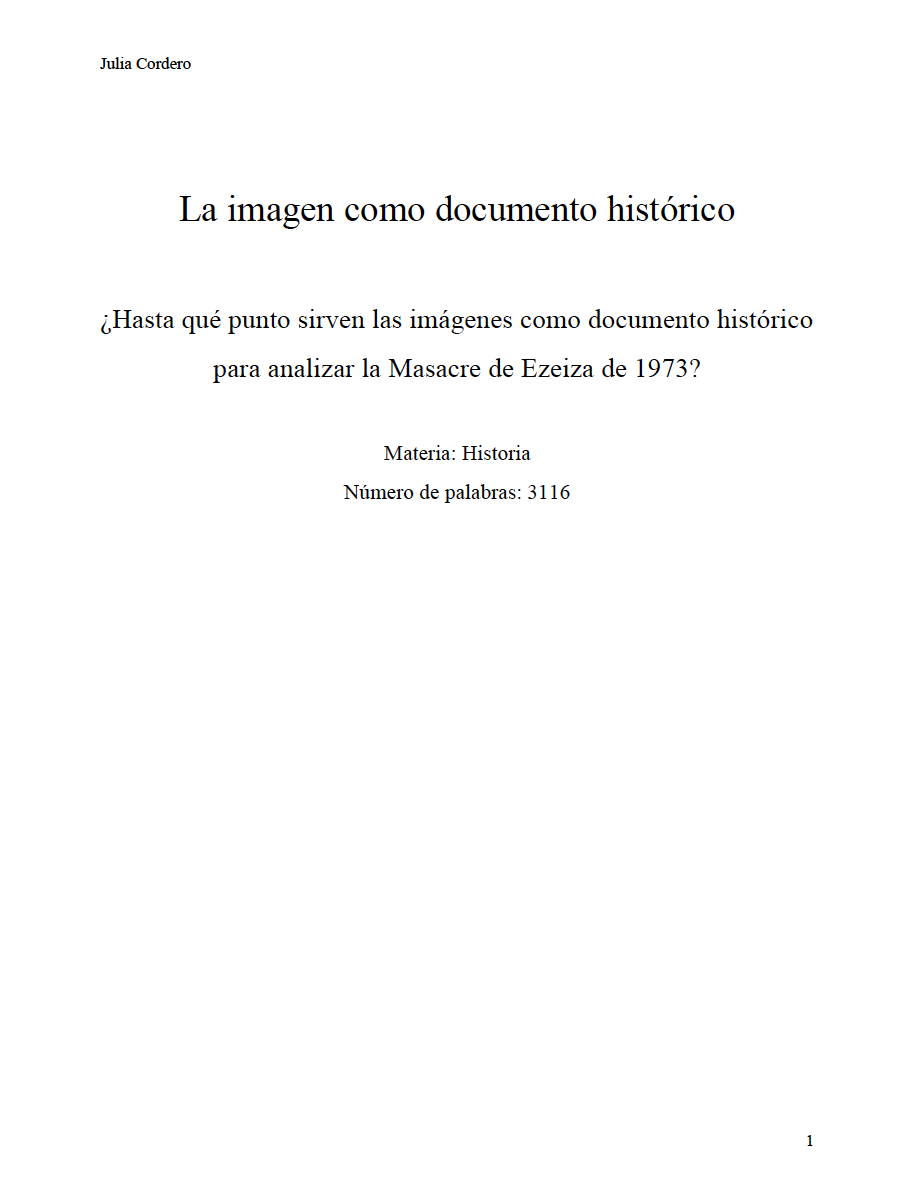 Julia Cordero
La imagen como documento histórico
¿Hasta qué punto sirven las imágenes como documento histórico
para analizar la Masacre de Ezeiza de 1973?
Materia: Historia
Número de palabras: 3116
1